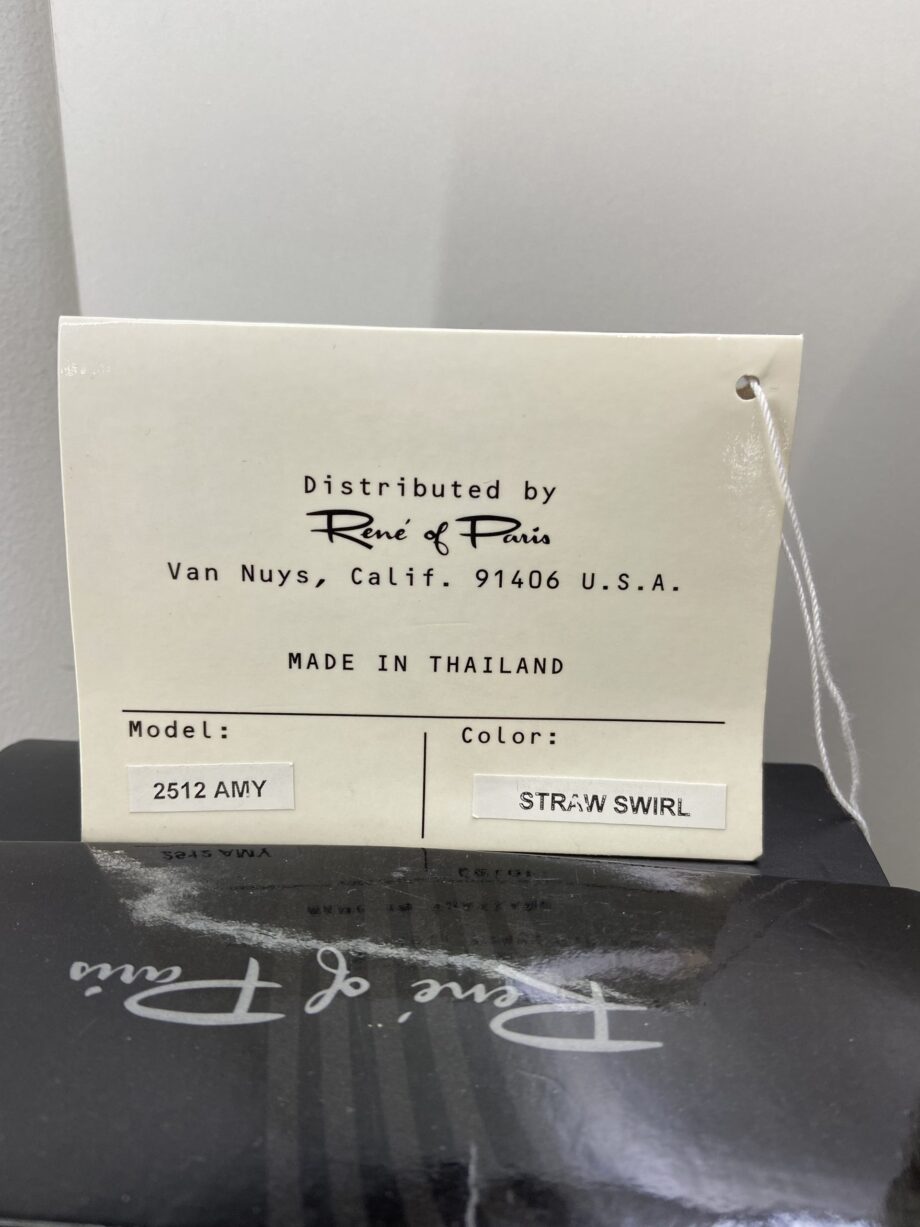 Distributed by
René of Paris
Van Nuys, Calif. 91406 U.S.A.
MADE IN THAILAND
Model:
Color:
2512 AMY
STRAW SWIRL
René of Paris